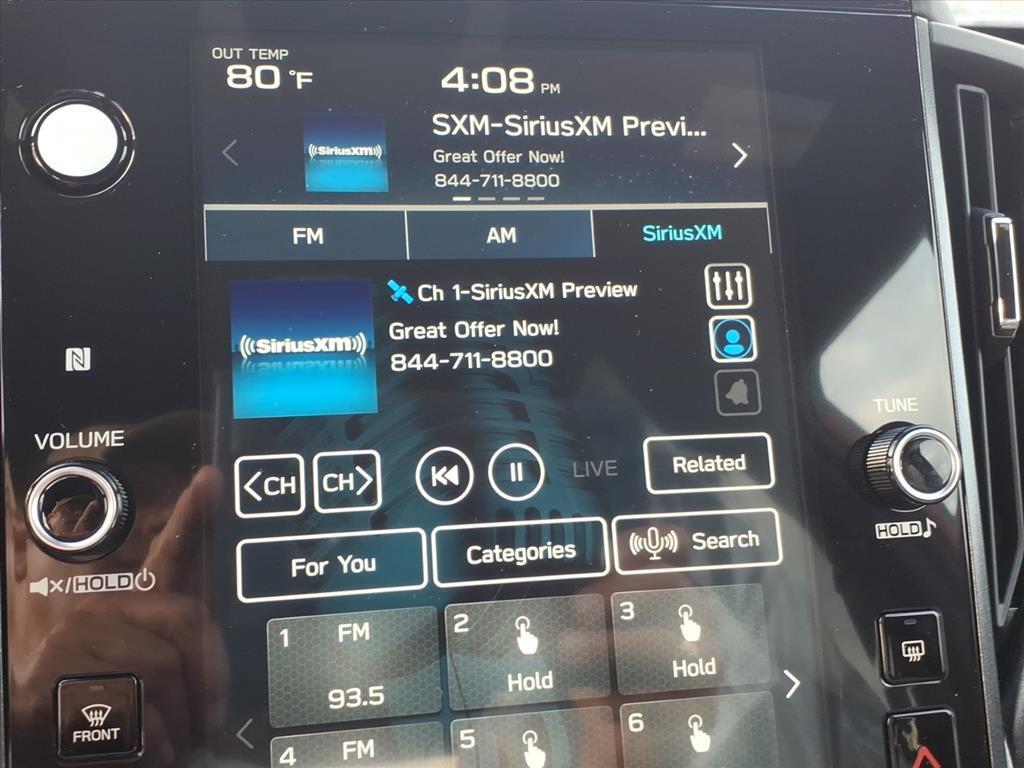 OUT TEMP
80 °F
4:08 PM
SXM-SiriusXM Previ...
((SiriusXM))
Great Offer Now!
844-711-8800
FM
AM
SiriusXM
Ch 1-SiriusXM Preview
((SiriusXM))
Great Offer Now!
844-711-8800
N
VOLUME
TUNE
<CH
CH>
LIVE
Related
HOLD
For You
Categories
Search
/HOLD
1 FM
93.5
2
Hold
3
Hold
FRONT
4 FM
5
6